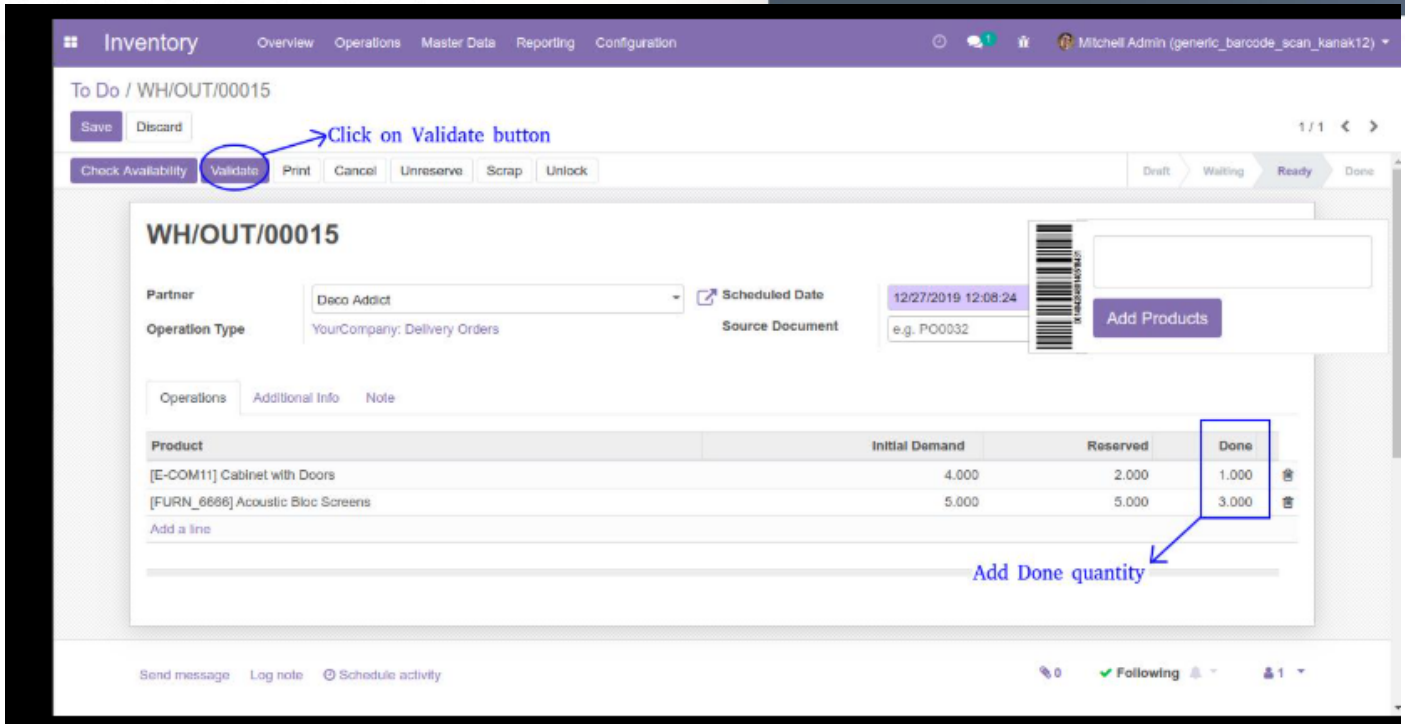 Inventory Overview Operations Master Data Reporting Configuration 1 Mitchell Admin (generic_barcode_scan_kanak12)
To Do / WH/OUT/00015
Save Discard 1 / 1
Click on Validate button
Check Availability Validate Print Cancel Unreserve Scrap Unlock Draft Waiting Ready Done
WH/OUT/00015
Partner Deco Addict Scheduled Date 12/27/2019 12:08:24
Operation Type YourCompany: Delivery Orders Source Document e.g. PO0032
Add Products
Operations Additional Info Note
Product Initial Demand Reserved Done
[E-COM11] Cabinet with Doors 4.000 2.000 1.000
[FURN_6666] Acoustic Bloc Screens 5.000 5.000 3.000
Add a line
Add Done quantity
Send message Log note Schedule activity 0 Following 1